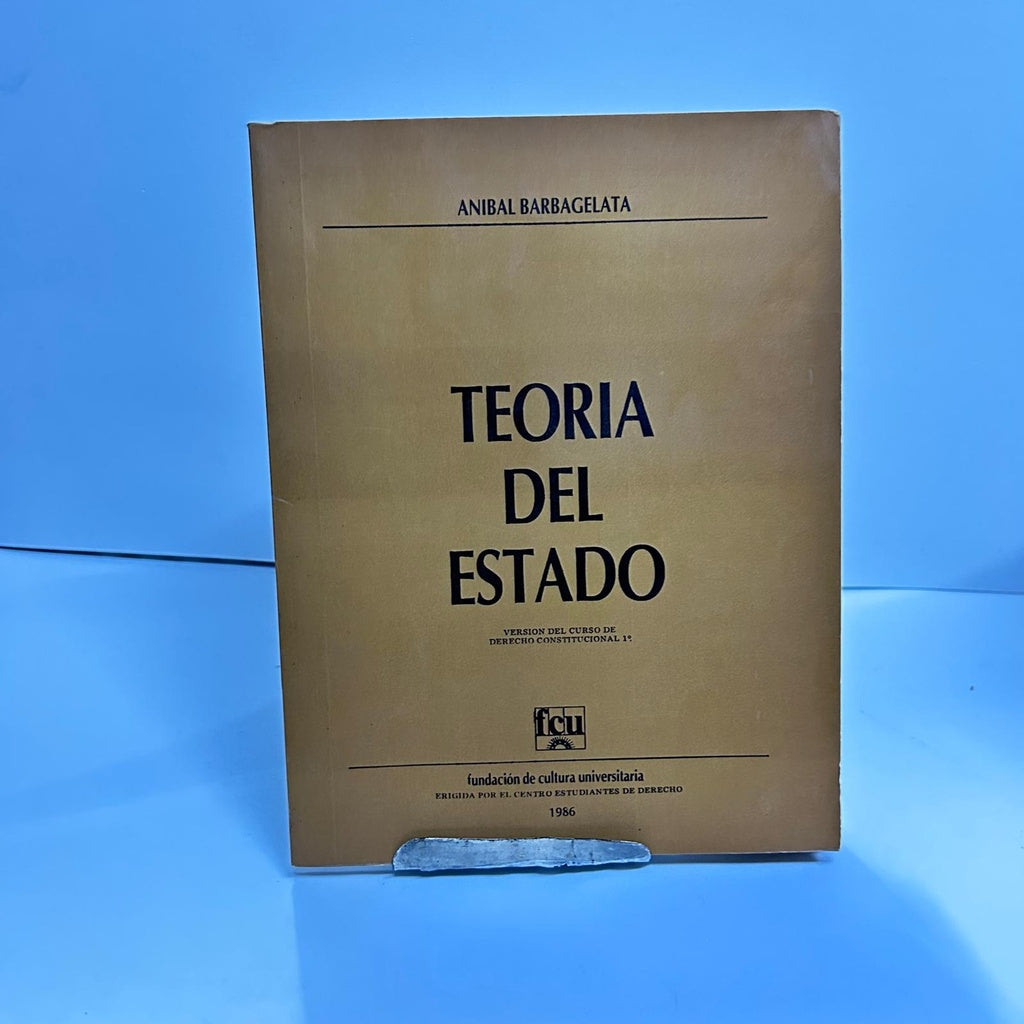 ANIBAL BARBAGELATA
TEORIA
DEL
ESTADO
VERSION DEL CURSO DE
DERECHO CONSTITUCIONAL 1º
fcu
fundación de cultura universitaria
ERIGIDA POR EL CENTRO ESTUDIANTES DE DERECHO
1986